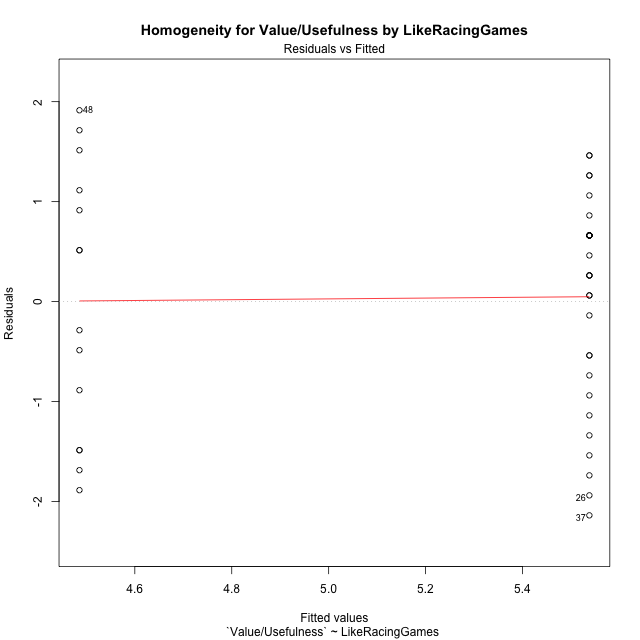 Homogeneity for Value/Usefulness by LikeRacingGames
Residuals vs Fitted
2
1
0
-1
-2
Residuals
48
26
37
4.6 4.8 5.0 5.2 5.4
Fitted values
`Value/Usefulness` ~ LikeRacingGames